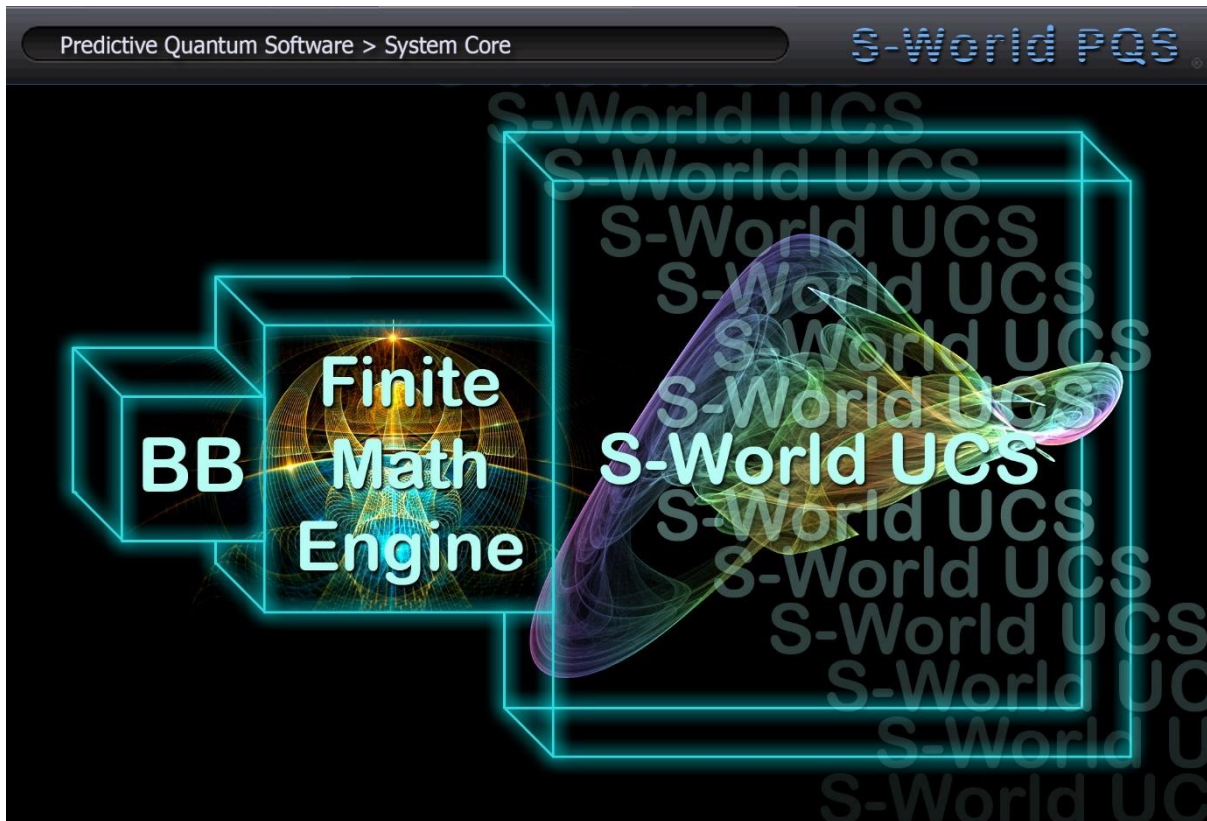 Predictive Quantum Software > System Core
S-World PQS ®
S-World UCS
S-World UCS
S-World UCS
S-World UCS
S-World UCS
S-World UCS
Finite
Math
Engine
BB
S-World UCS
S-World UCS
S-World UCS
S-World UCS
S-World UC
S-World U
S-World UC